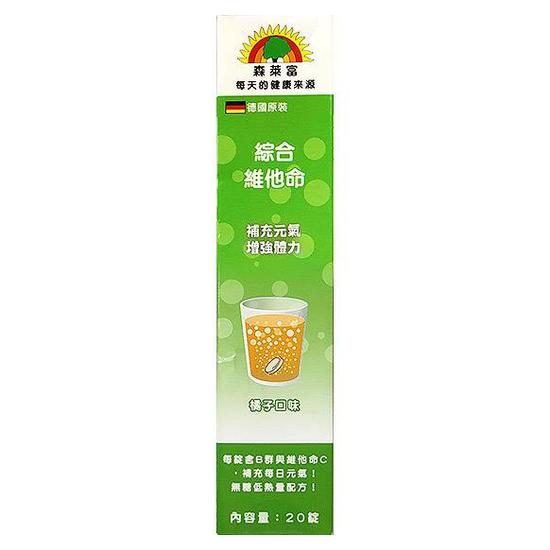 森萊富
每天的健康來源
德國原裝
綜合
維他命
補充元氣
增強體力
橘子口味
每錠含B群與維他命C
，補充每日元氣！
無糖低熱量配方！
內容量：20錠